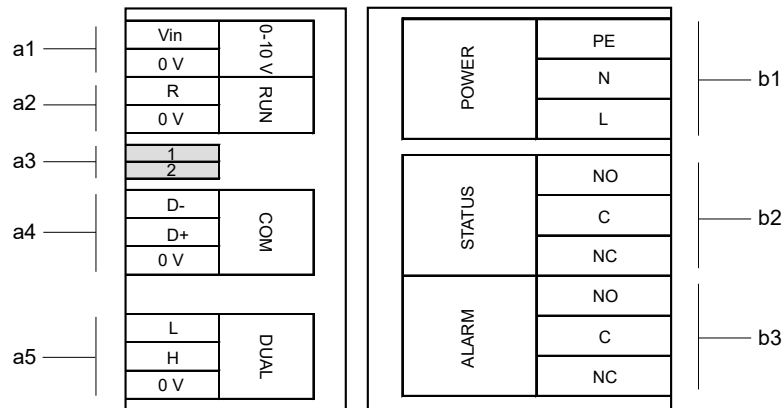 a1
Vin
0 V
0-10 V
a2
R
0 V
RUN
a3
1
2
a4
D-
D+
0 V
COM
a5
L
H
0 V
DUAL
POWER
PE
N
L
b1
STATUS
NO
C
NC
b2
ALARM
NO
C
NC
b3